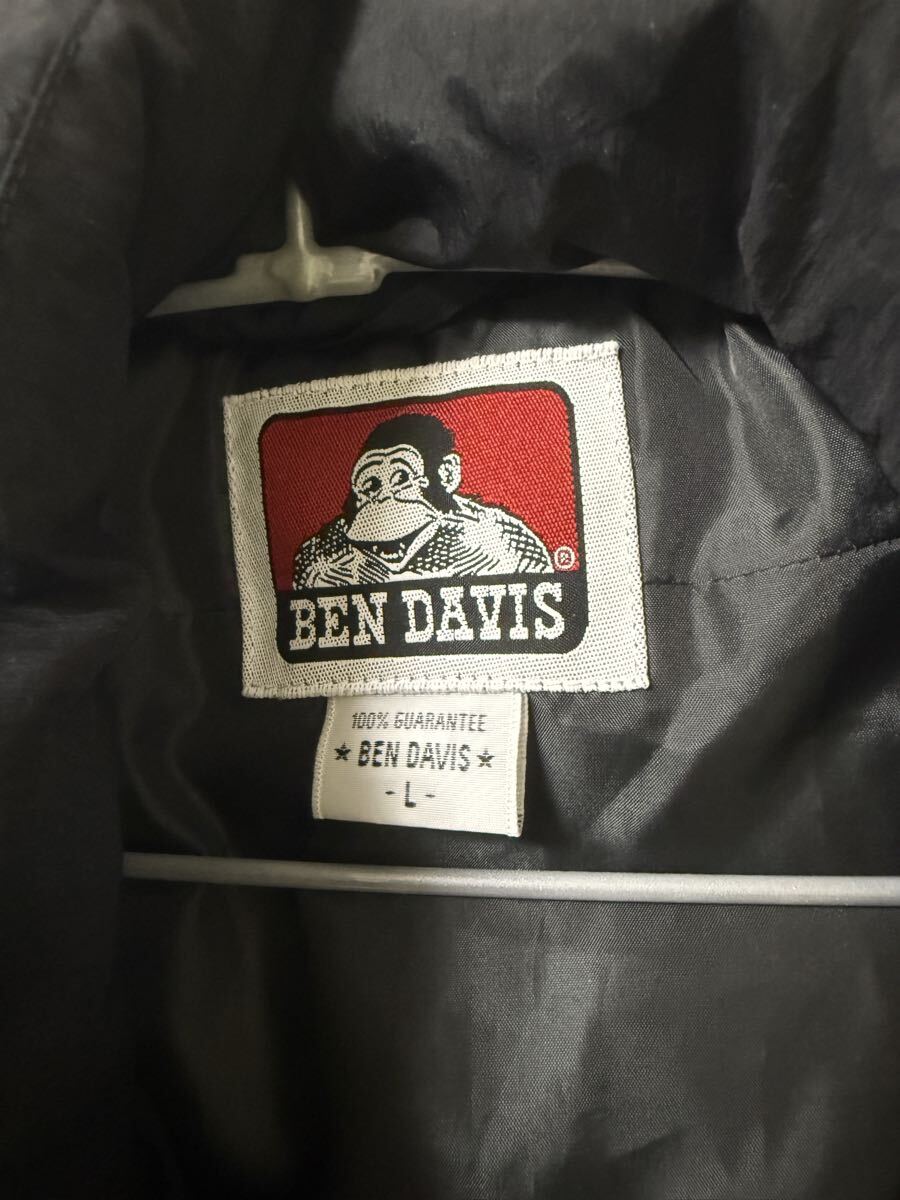 ®
BEN DAVIS
100% GUARANTEE
★ BEN DAVIS ★
- L -